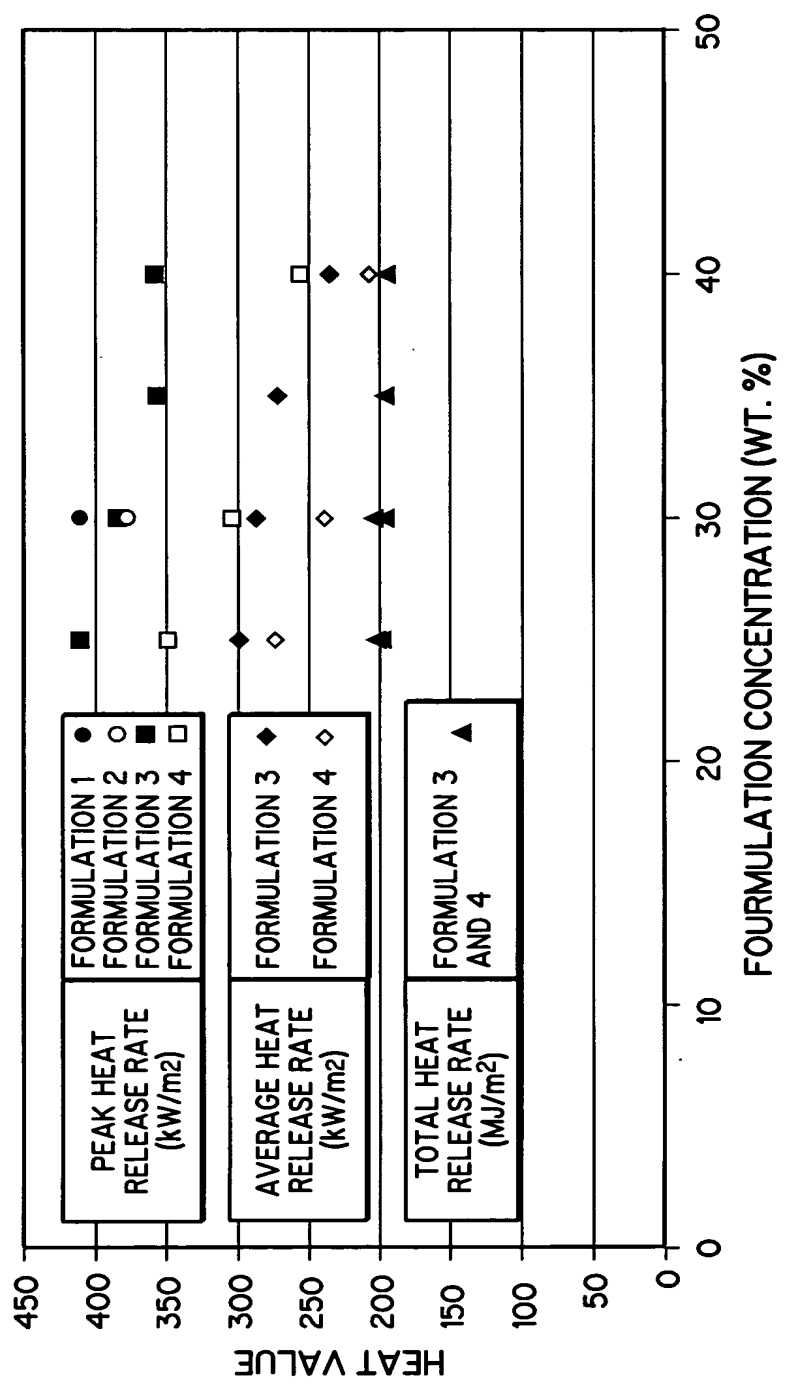 HEAT VALUE
450
400
350
300
250
200
150
100
50
0
PEAK HEAT
RELEASE RATE
(kW/m2)
FORMULATION 1
FORMULATION 2
FORMULATION 3
FORMULATION 4
AVERAGE HEAT
RELEASE RATE
(kW/m2)
FORMULATION 3
FORMULATION 4
TOTAL HEAT
RELEASE RATE
(MJ/m²)
FORMULATION 3
AND 4
0
10
20
30
40
50
FOURMULATION CONCENTRATION (WT. %)